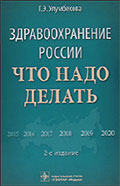 Г.Э.Улумбекова
ЗДРАВООХРАНЕНИЕ
РОССИИ
ЧТО НАДО
ДЕЛАТЬ
2015 2016 2017 2018 2019 2020
2-е издание